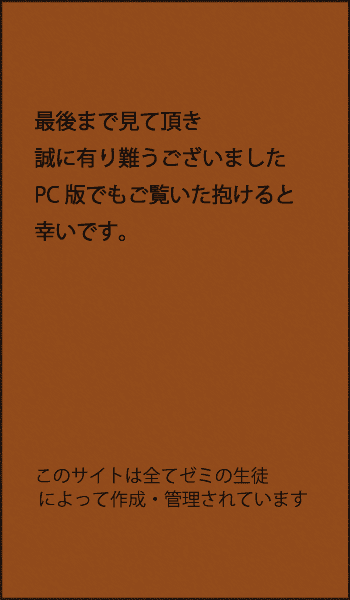 最後まで見て頂き
誠に有り難うございました
PC 版でもご覧いた抱けると
幸いです。
このサイトは全てゼミの生徒
によって作成・管理されています